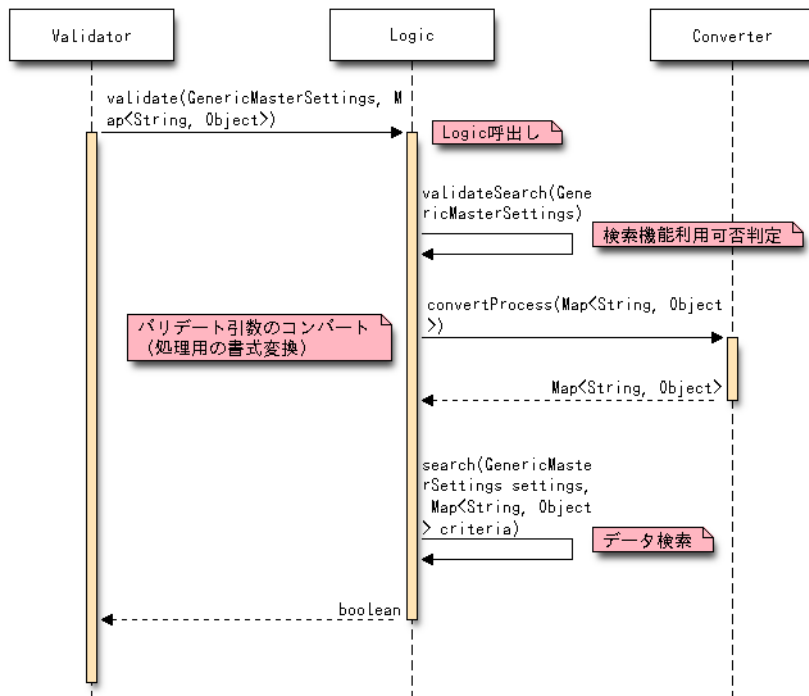 Validator
Logic
Converter
validate(GenericMasterSettings, M
ap<String, Object>)
Logic呼出し
validateSearch(Gene
ricMasterSettings)
検索機能利用可否判定
convertProcess(Map<String, Object
>)
バリデート引数のコンバート
（処理用の書式変換）
Map<String, Object>
search(GenericMaste
rSettings settings,
Map<String, Object
> criteria)
データ検索
boolean